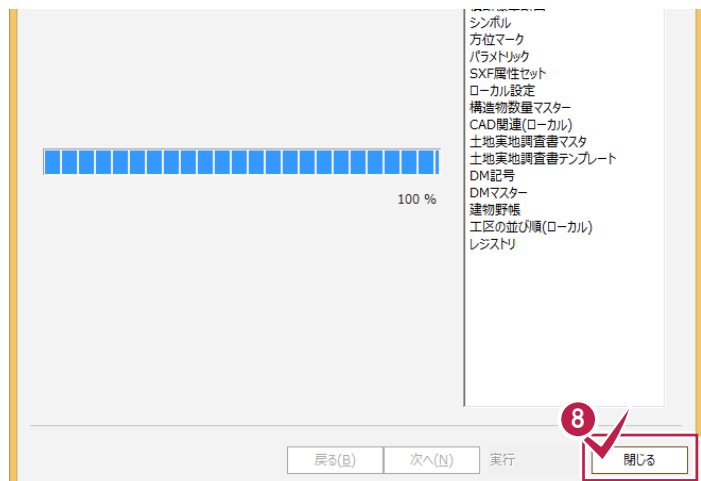 シンボル
方位マーク
パラメトリック
SXF属性セット
ローカル設定
構造物数量マスター
CAD関連(ローカル)
土地実地調査書マスタ
土地実地調査書テンプレート
DM記号
DMマスター
建物野帳
工区の並び順(ローカル)
レジストリ
100 %
8
戻る(B)
次へ(N)
実行
閉じる